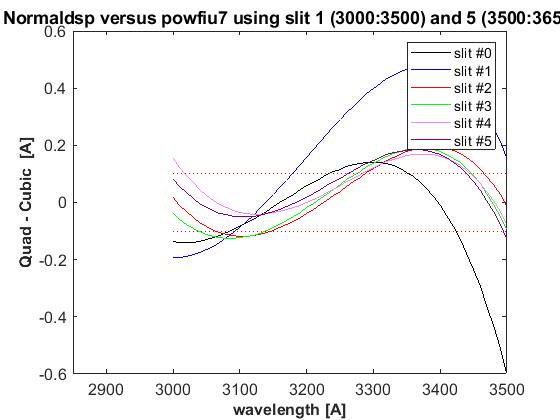 Normaldsp versus powfiu7 using slit 1 (3000:3500) and 5 (3500:365
0.6
0.4
0.2
0
-0.2
-0.4
-0.6
Quad - Cubic [A]
slit #0
slit #1
slit #2
slit #3
slit #4
slit #5
2900
3000
3100
3200
3300
3400
3500
wavelength [A]